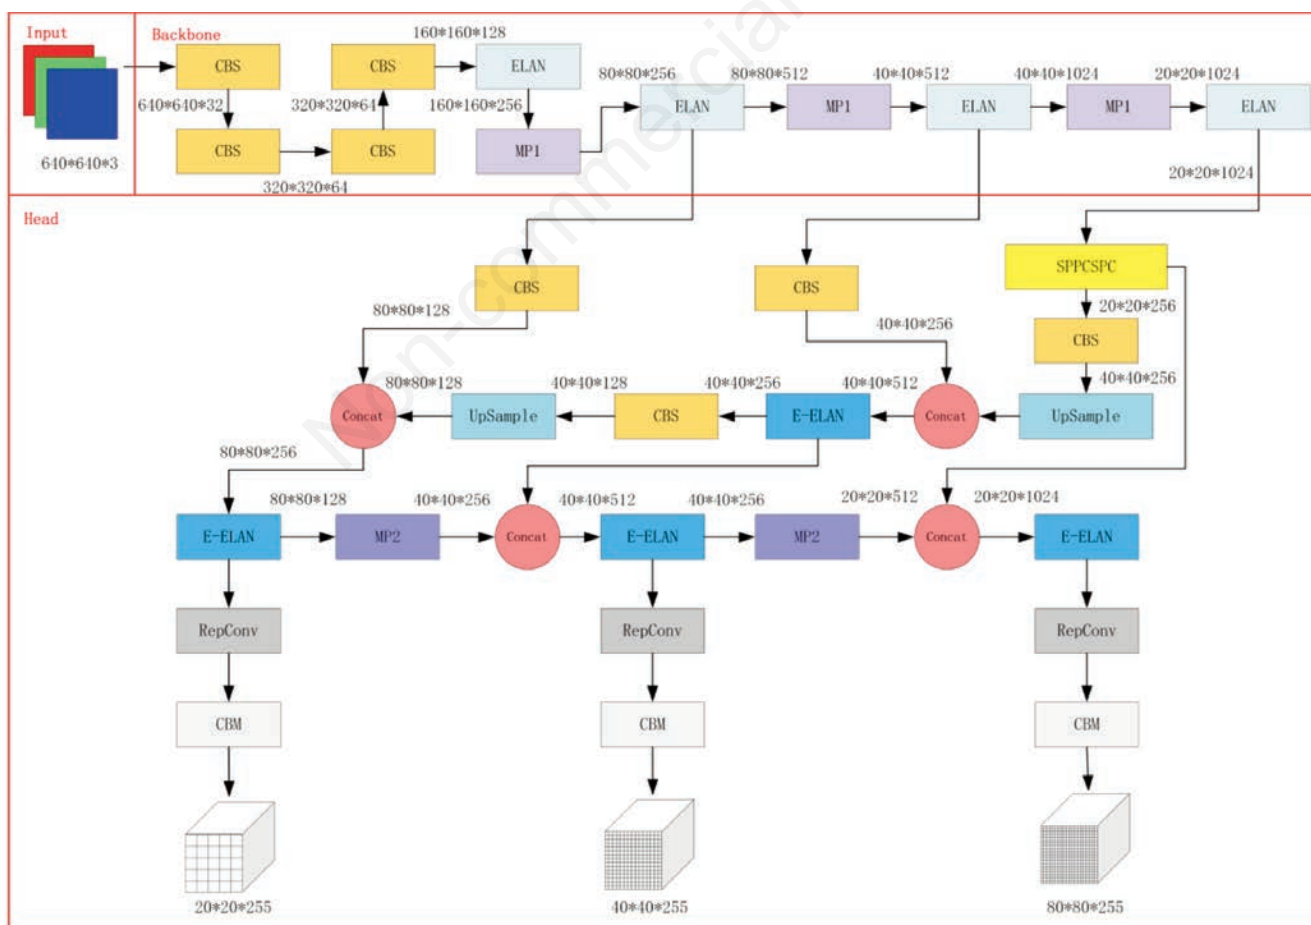 Input
Backbone
160*160*128
CBS
CBS
ELAN
80*80*256
80*80*512
40*40*512
40*40*1024
20*20*1024
640*640*32
320*320*64
160*160*256
ELAN
MP1
ELAN
MP1
ELAN
CBS
CBS
MP1
640*640*3
320*320*64
20*20*1024
Non-commercial
Head
SPPCSPC
CBS
CBS
80*80*128
20*20*256
40*40*256
CBS
80*80*128
40*40*128
40*40*256
40*40*512
40*40*256
Concat
UpSample
CBS
E-ELAN
Concat
UpSample
80*80*256
80*80*128
40*40*256
40*40*512
40*40*256
20*20*512
20*20*1024
E-ELAN
MP2
Concat
E-ELAN
MP2
Concat
E-ELAN
RepConv
RepConv
RepConv
CBM
CBM
CBM
20*20*255
40*40*255
80*80*255